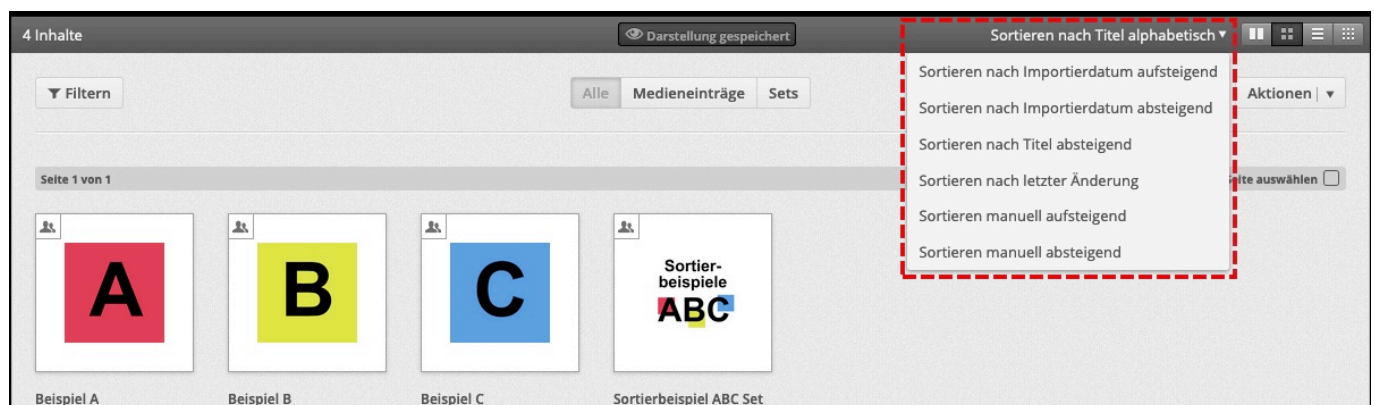 4 Inhalte
Darstellung gespeichert
Sortieren nach Titel alphabetisch
Sortieren nach Importierdatum aufsteigend
Sortieren nach Importierdatum absteigend
Sortieren nach Titel absteigend
Sortieren nach letzter Änderung
Sortieren manuell aufsteigend
Sortieren manuell absteigend
Filtern
Alle Medieneinträge Sets
Aktionen
Seite 1 von 1
Seite auswählen
A
B
C
Sortier-
beispiele
ABC
Beispiel A
Beispiel B
Beispiel C
Sortierbeispiel ABC Set